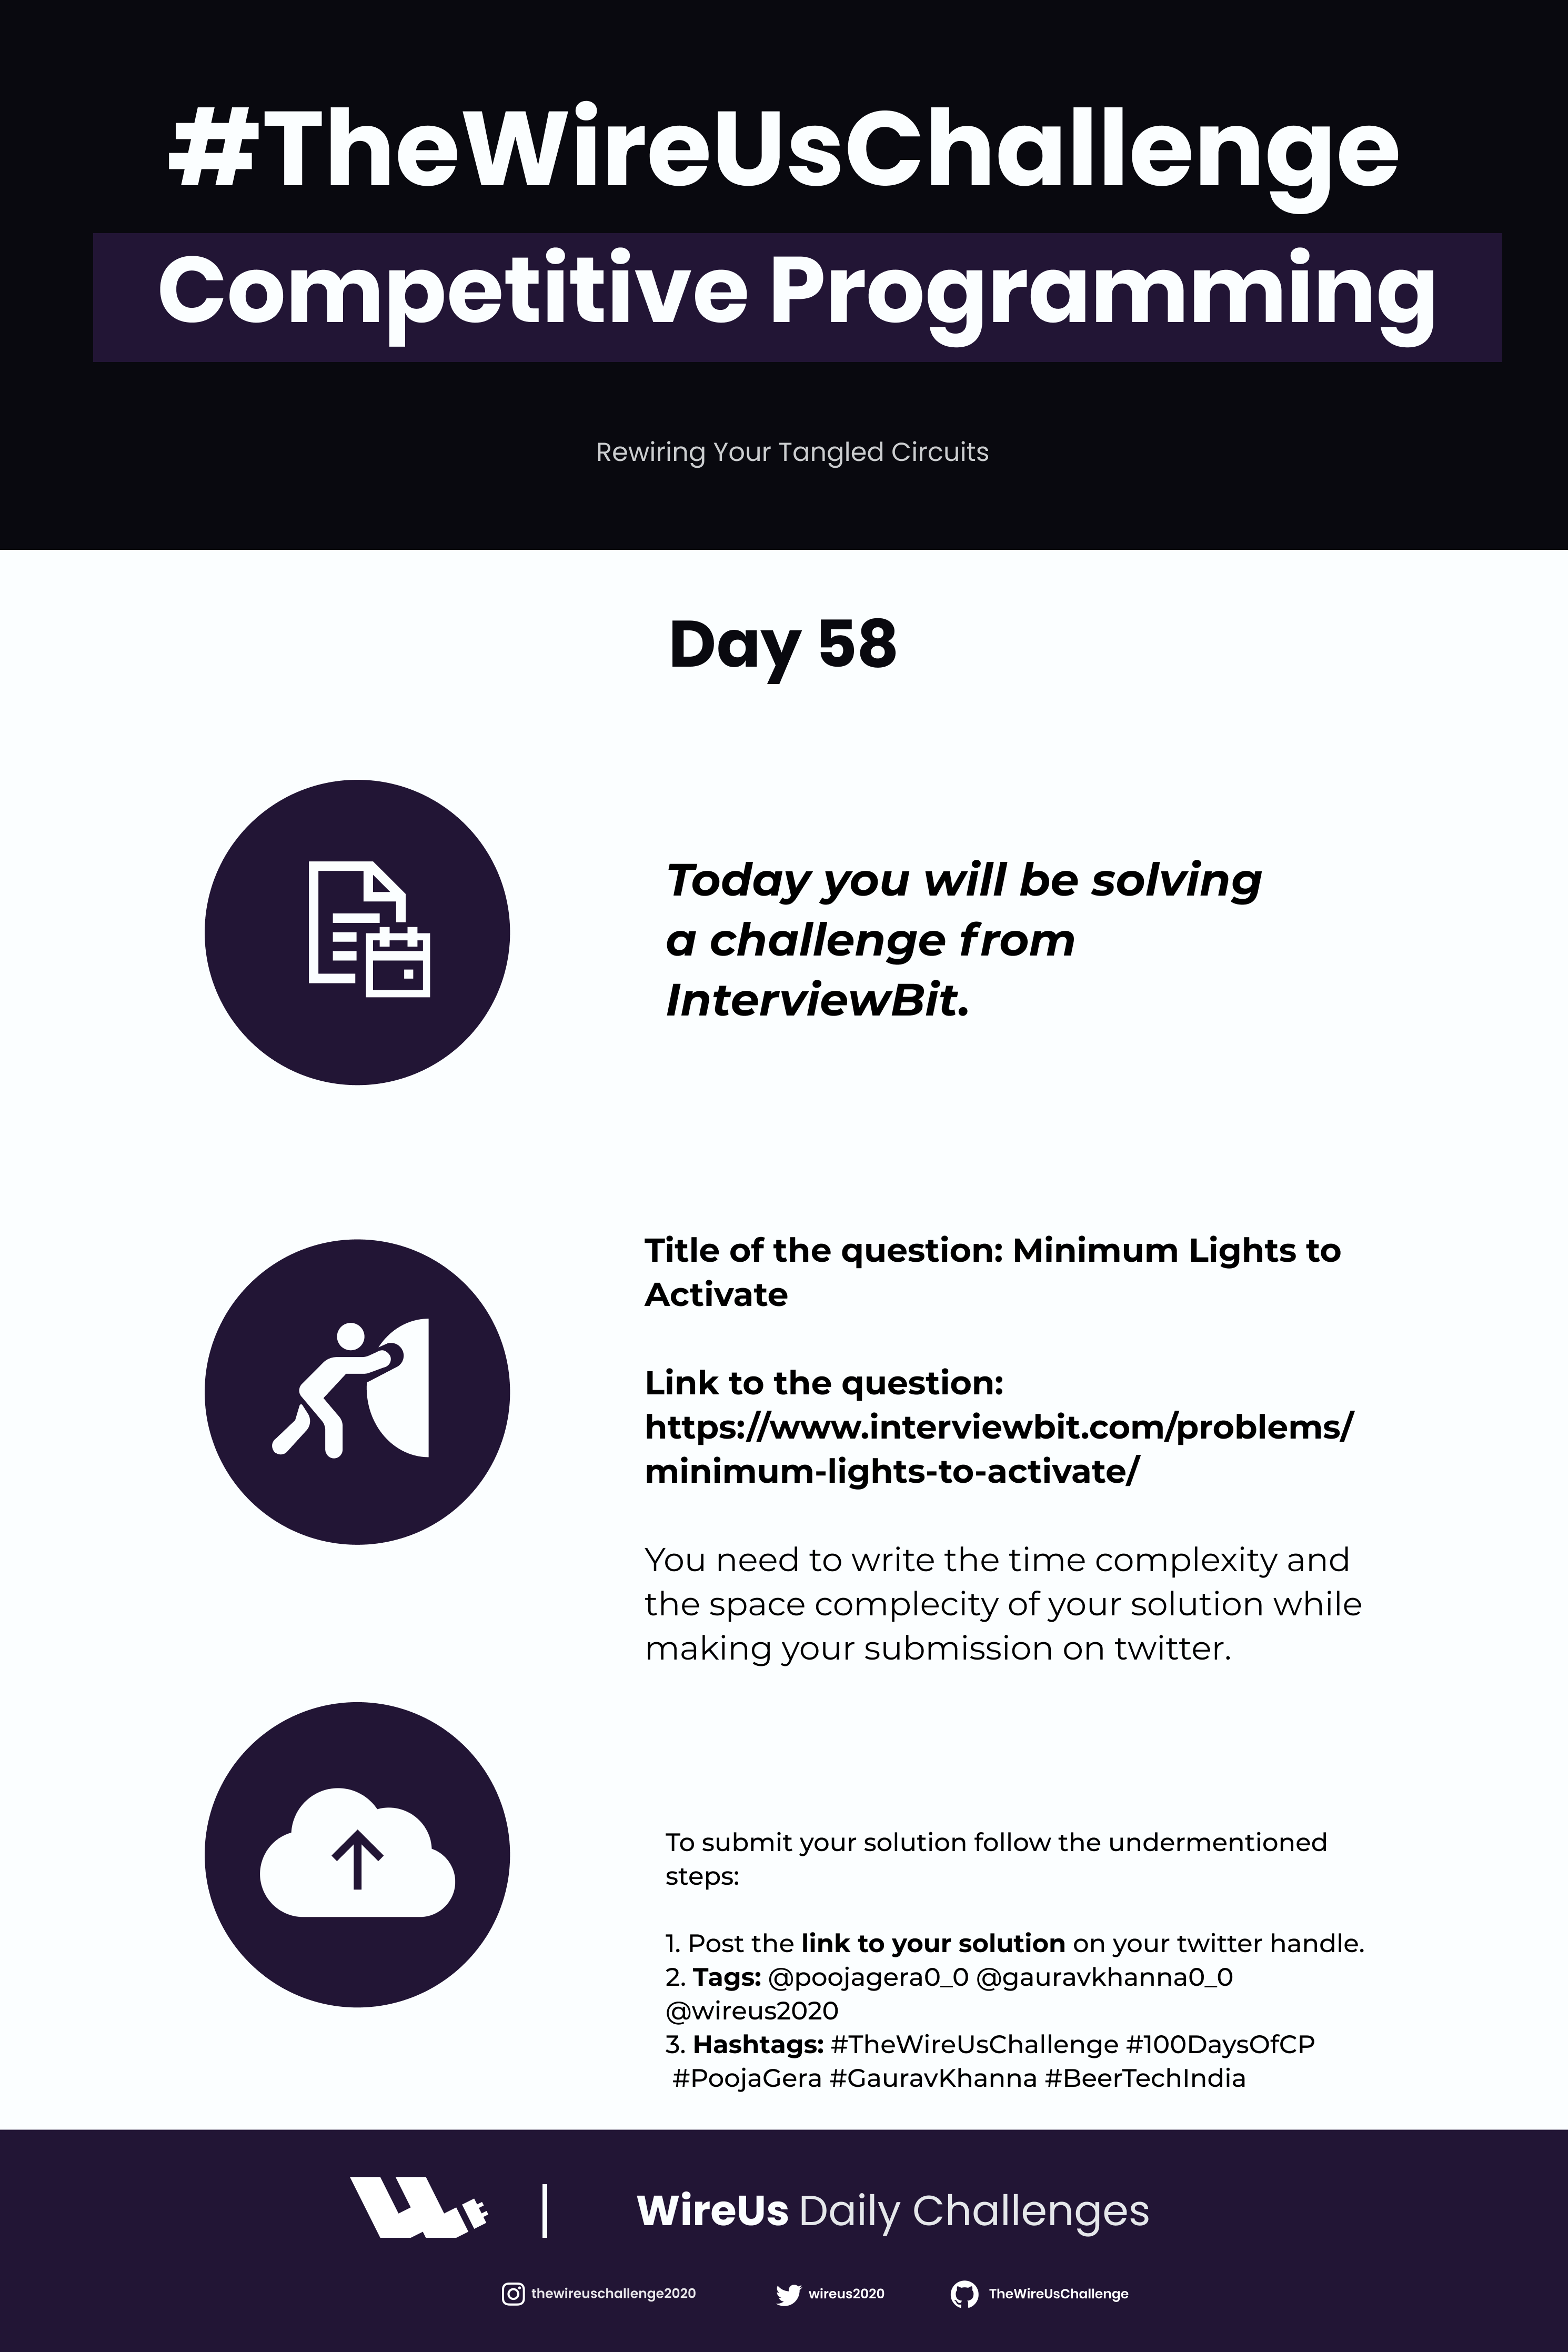 #TheWireUsChallenge
Competitive Programming
Rewiring Your Tangled Circuits
Day 58
Today you will be solving
a challenge from
InterviewBit.
Title of the question: Minimum Lights to
Activate
Link to the question:
https://www.interviewbit.com/problems/
minimum-lights-to-activate/
You need to write the time complexity and
the space complecity of your solution while
making your submission on twitter.
To submit your solution follow the undermentioned
steps:
1. Post the link to your solution on your twitter handle.
2. Tags: @poojagera0_0 @gauravkhanna0_0
@wireus2020
3. Hashtags: #TheWireUsChallenge #100DaysOfCP
#PoojaGera #GauravKhanna #BeerTechIndia
WireUs Daily Challenges
thewireuschallenge2020 wireus2020 TheWireUsChallenge